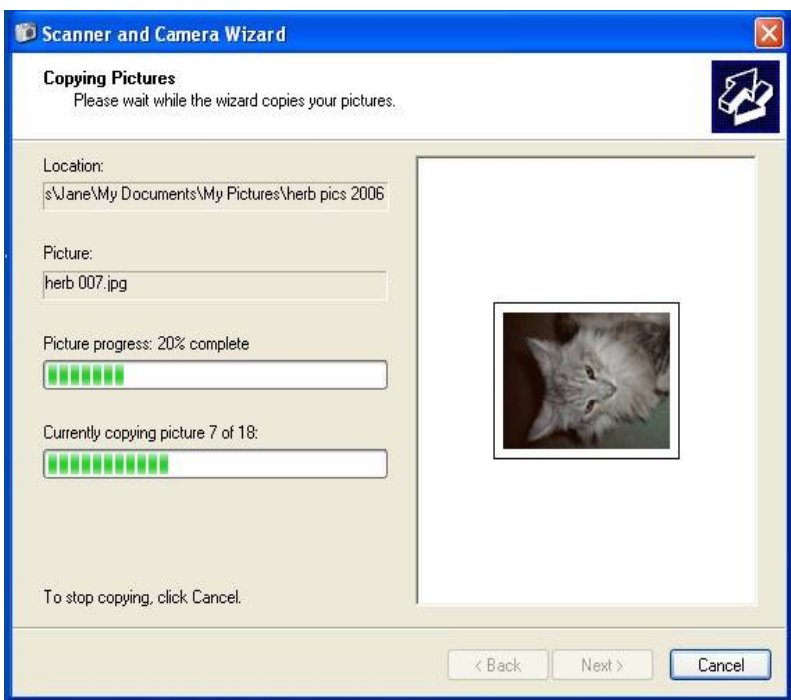 Scanner and Camera Wizard
Copying Pictures
Please wait while the wizard copies your pictures.
Location:
s\Jane\My Documents\My Pictures\herb pics 2006
Picture:
herb 007.jpg
Picture progress: 20% complete
Currently copying picture 7 of 18:
To stop copying, click Cancel.
< Back
Next >
Cancel